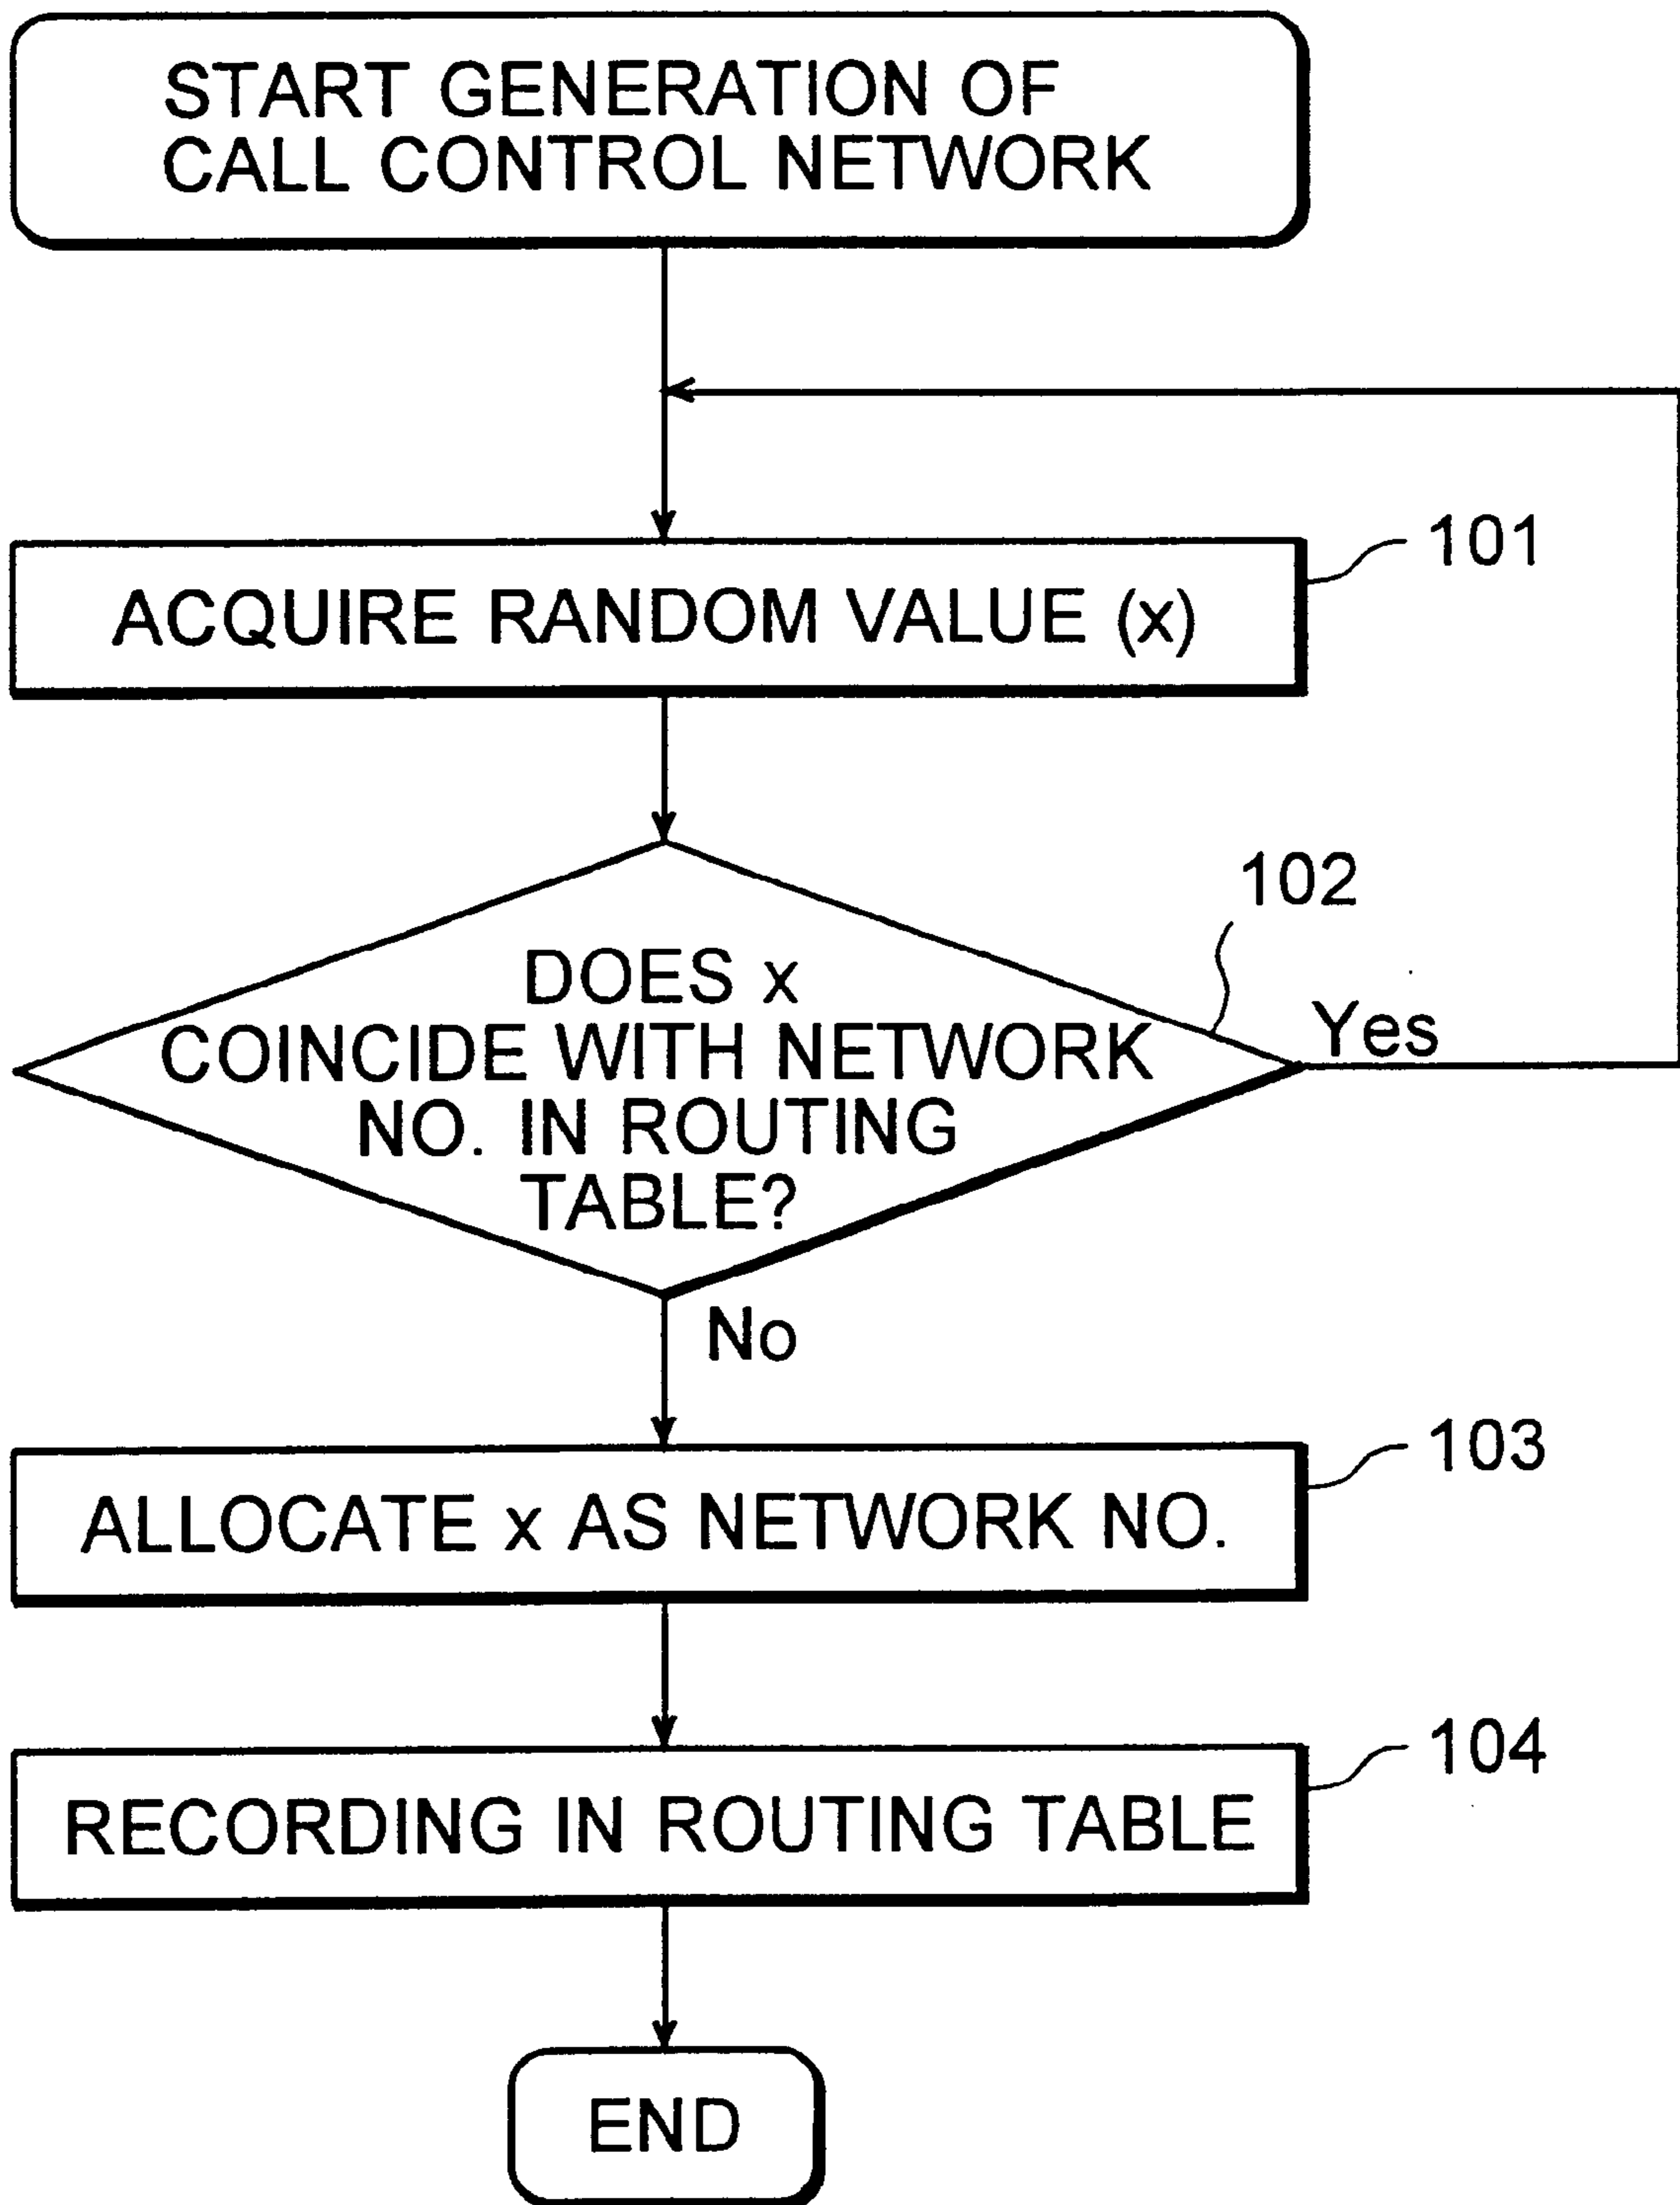 START GENERATION OF
CALL CONTROL NETWORK
101
ACQUIRE RANDOM VALUE (x)
102
DOES x
COINCIDE WITH NETWORK
NO. IN ROUTING
TABLE?
Yes
No
103
ALLOCATE x AS NETWORK NO.
104
RECORDING IN ROUTING TABLE
END